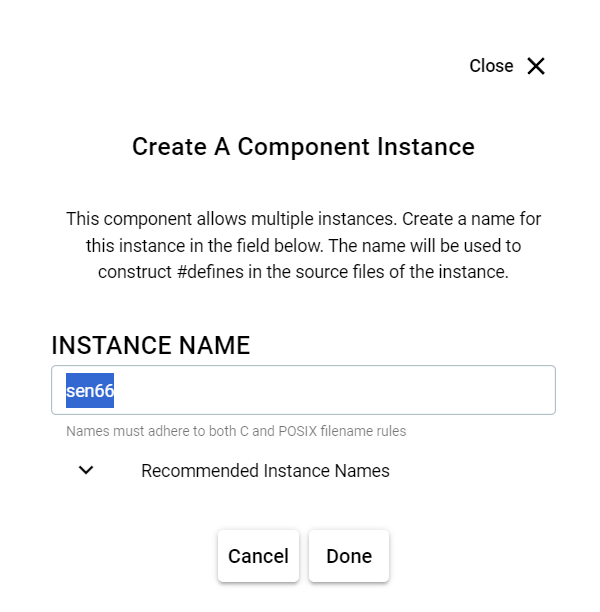 Close
Create A Component Instance
This component allows multiple instances. Create a name for
this instance in the field below. The name will be used to
construct #defines in the source files of the instance.
INSTANCE NAME
sen66
Names must adhere to both C and POSIX filename rules
Recommended Instance Names
Cancel Done